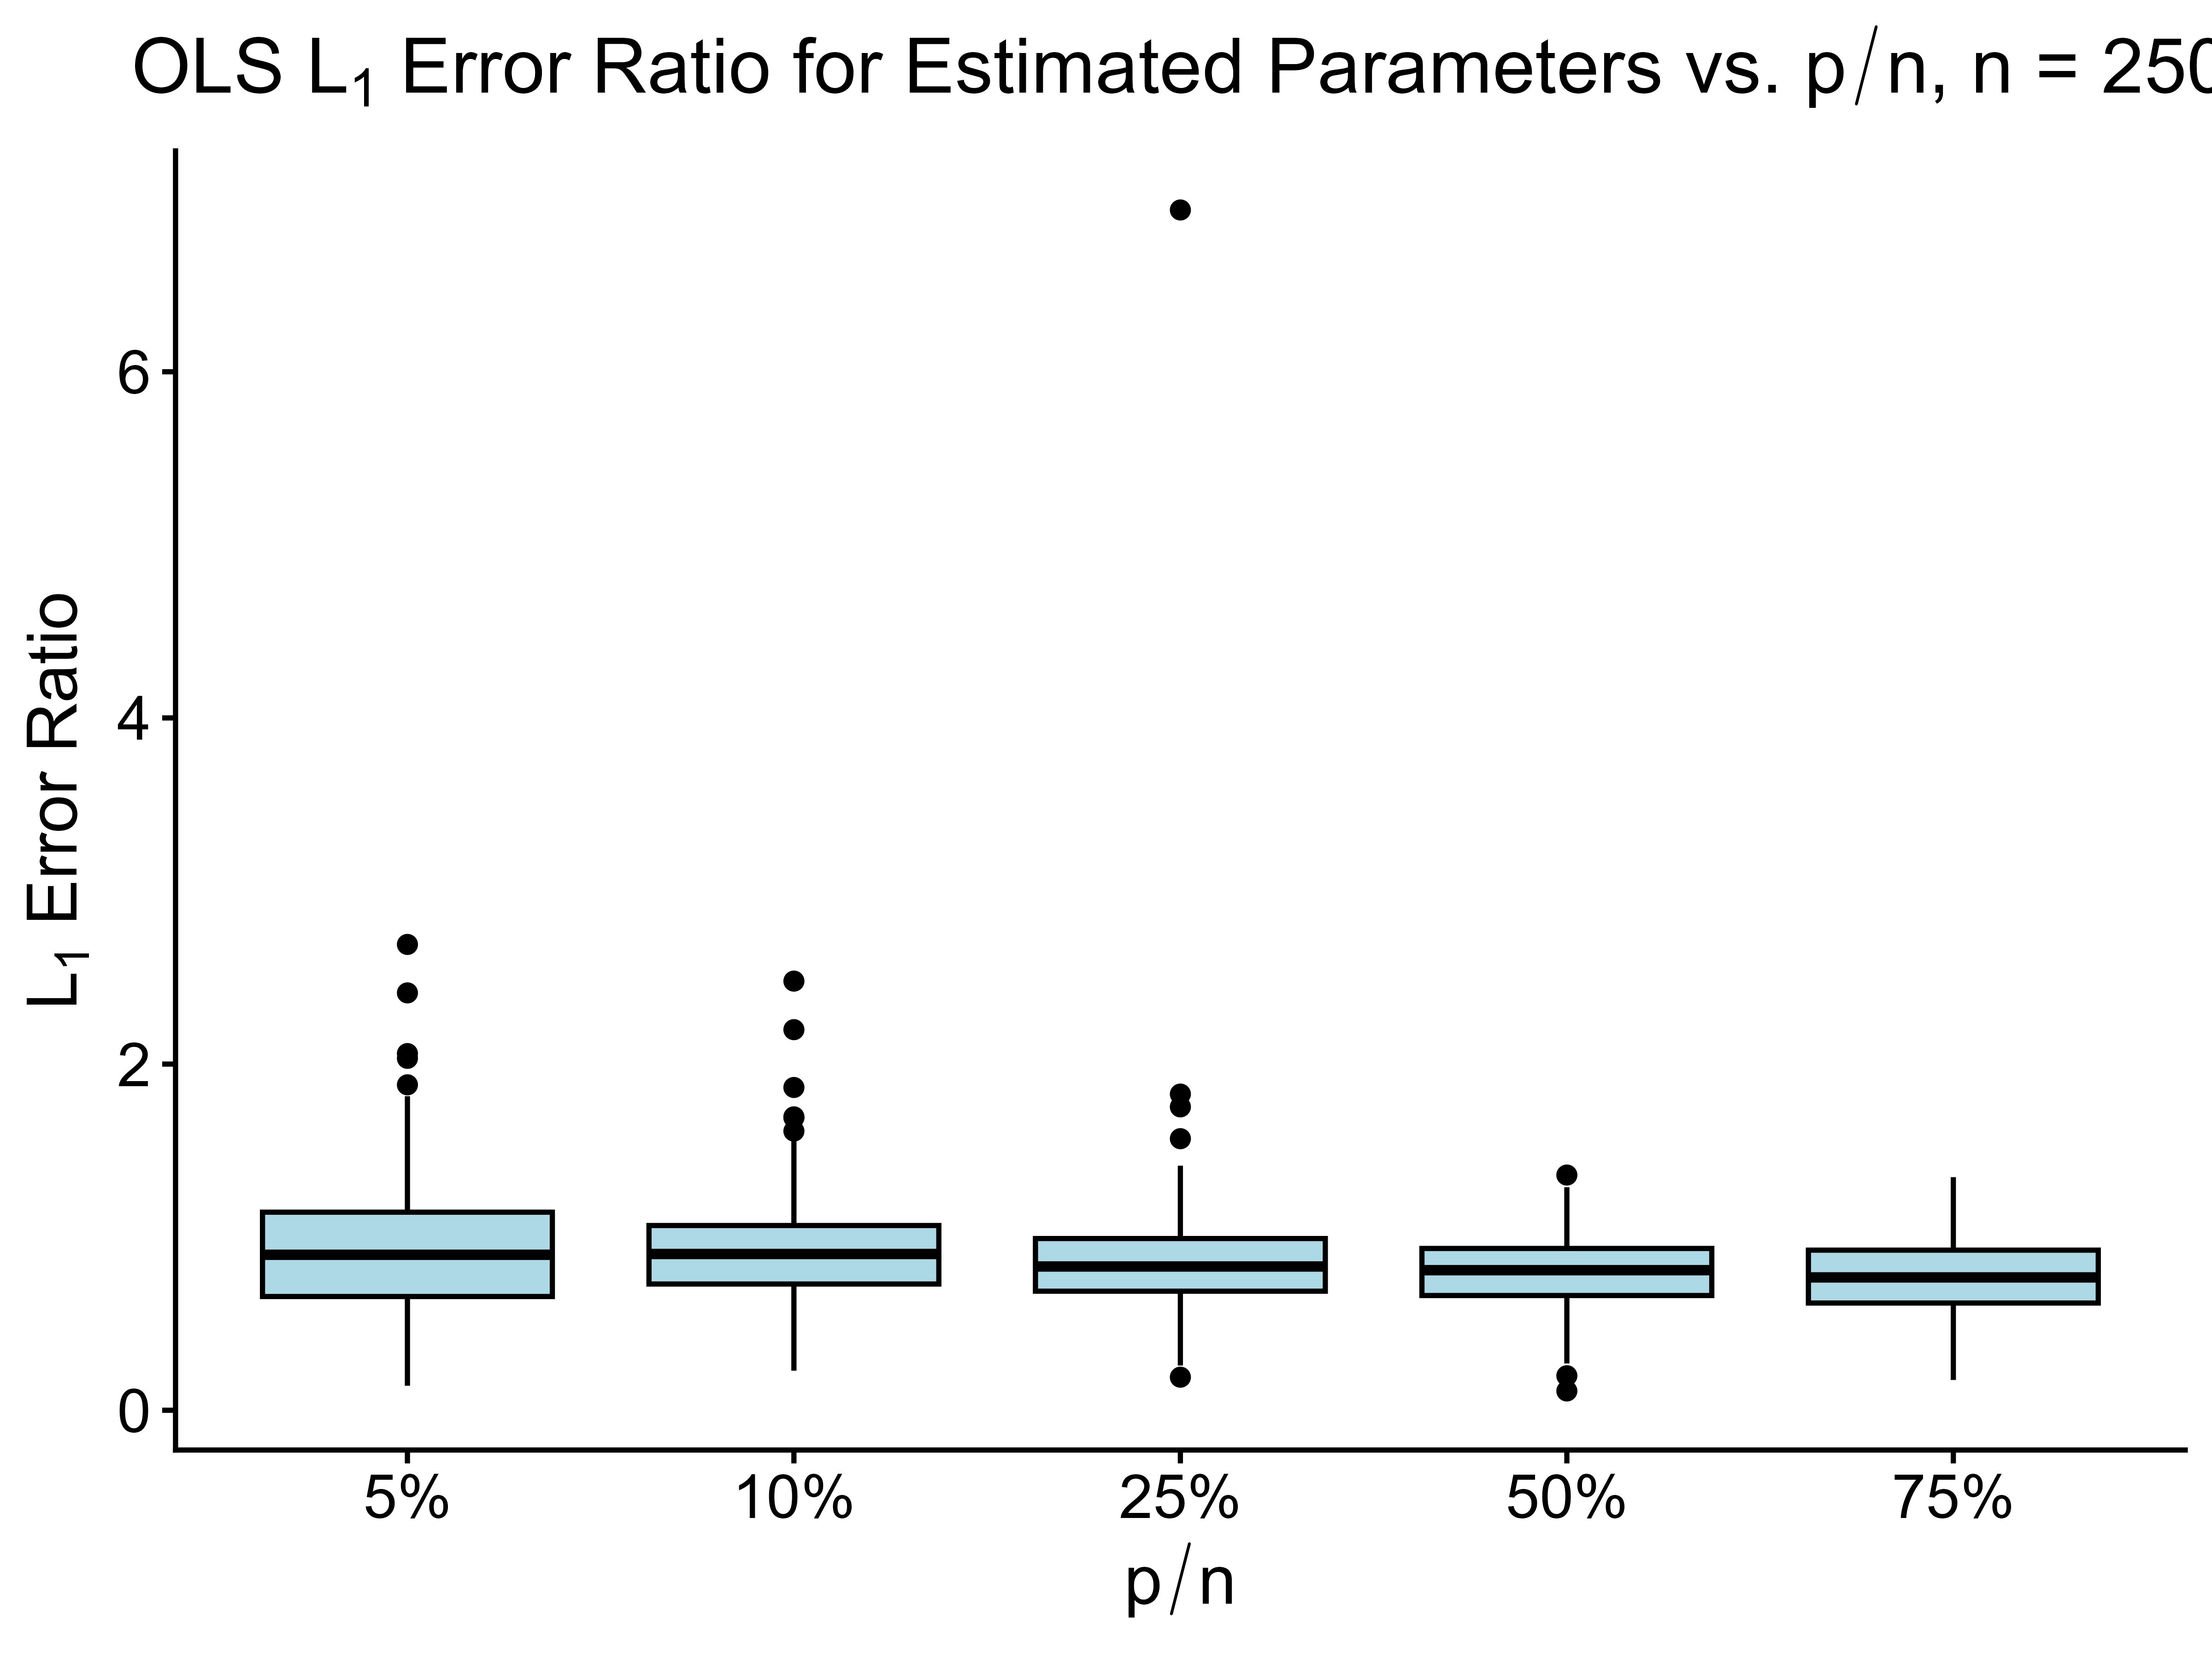 OLS L₁ Error Ratio for Estimated Parameters vs. p/n, n = 250
L₁ Error Ratio
6
4
2
0
5% 10% 25% 50% 75%
p/n